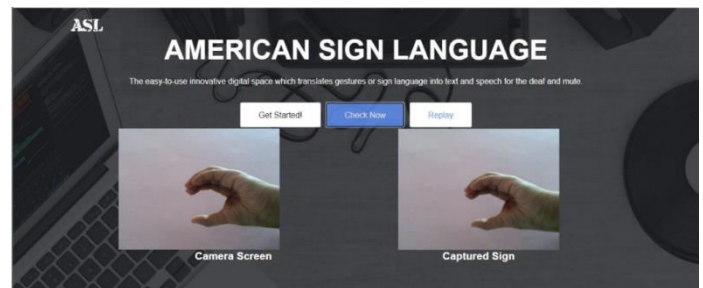 ASL
AMERICAN SIGN LANGUAGE
The easy-to-use innovative digital space which translates gestures or sign language into text and speech for the deaf and mute.
Get Started!
Check Now
Replay
Camera Screen
Captured Sign